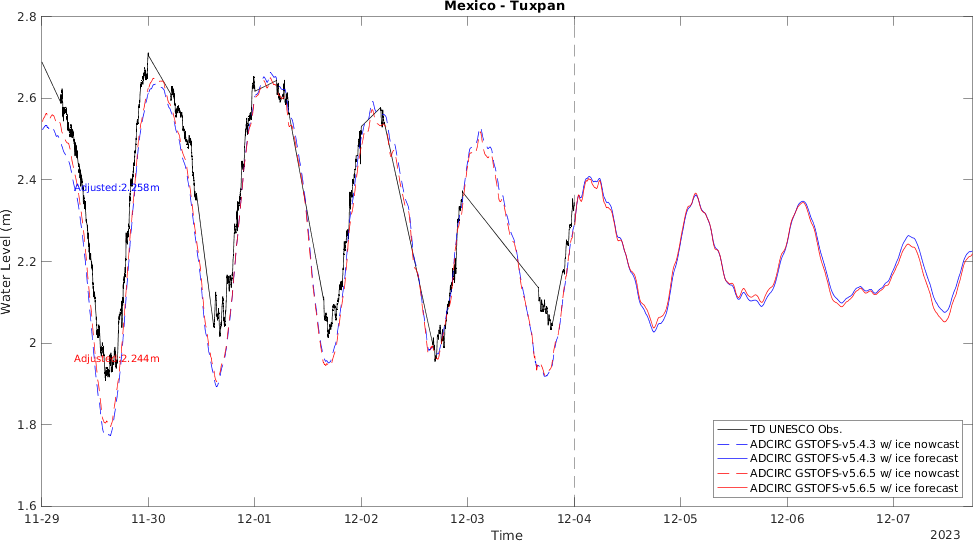 Mexico - Tuxpan
2.8
2.6
2.4
2.2
2
1.8
1.6
Water Level (m)
Adjusted:2.258m
Adjusted:2.244m
TD UNESCO Obs.
ADCIRC GSTOFS-v5.4.3 w/ ice nowcast
ADCIRC GSTOFS-v5.4.3 w/ ice forecast
ADCIRC GSTOFS-v5.6.5 w/ ice nowcast
ADCIRC GSTOFS-v5.6.5 w/ ice forecast
11-29 11-30 12-01 12-02 12-03 12-04 12-05 12-06 12-07
Time
2023